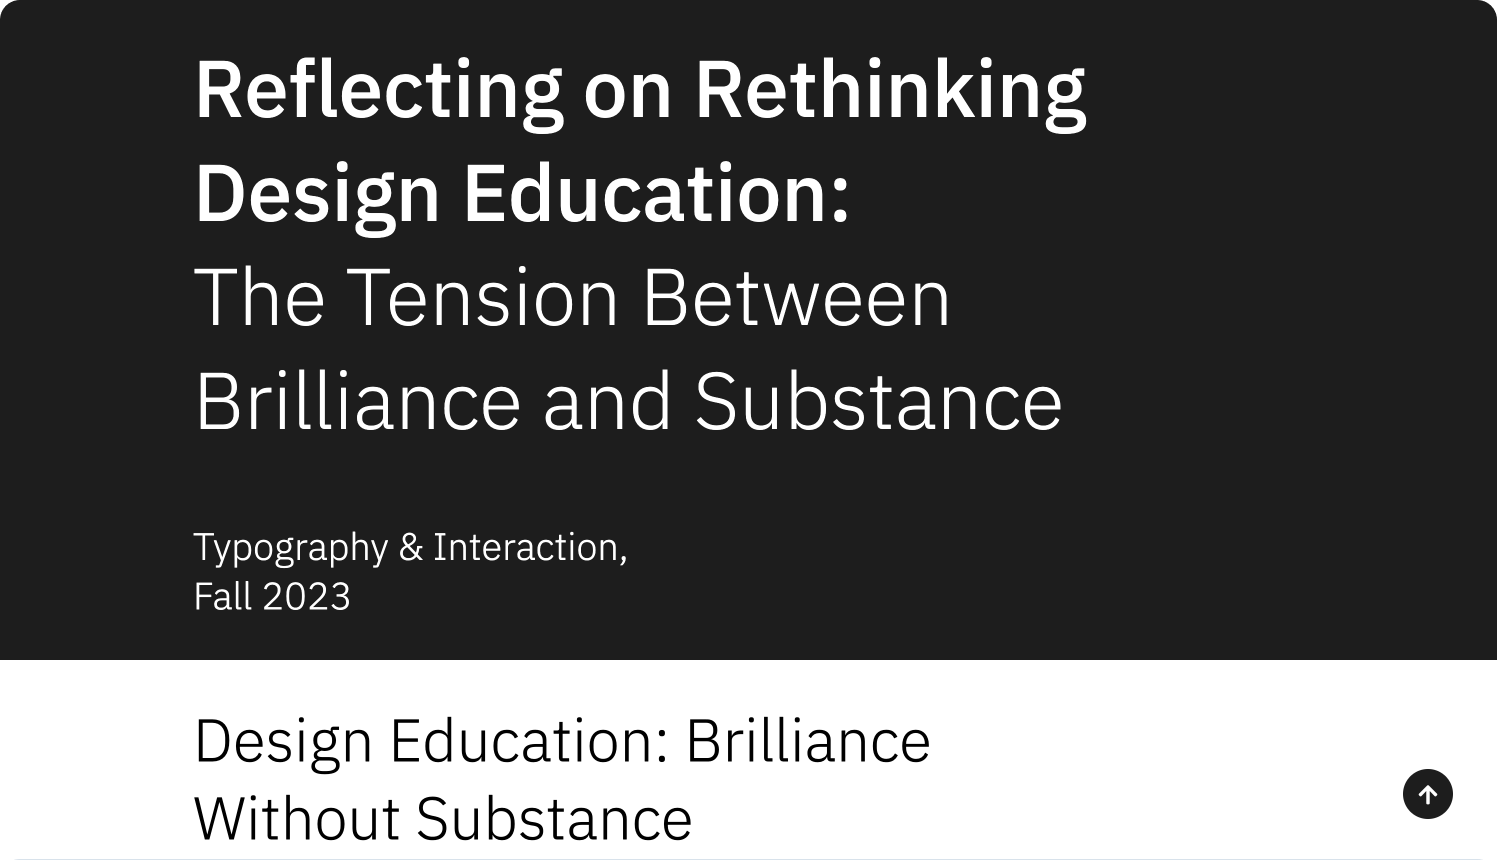 Reflecting on Rethinking
Design Education:
The Tension Between
Brilliance and Substance
Typography & Interaction,
Fall 2023
Design Education: Brilliance
Without Substance